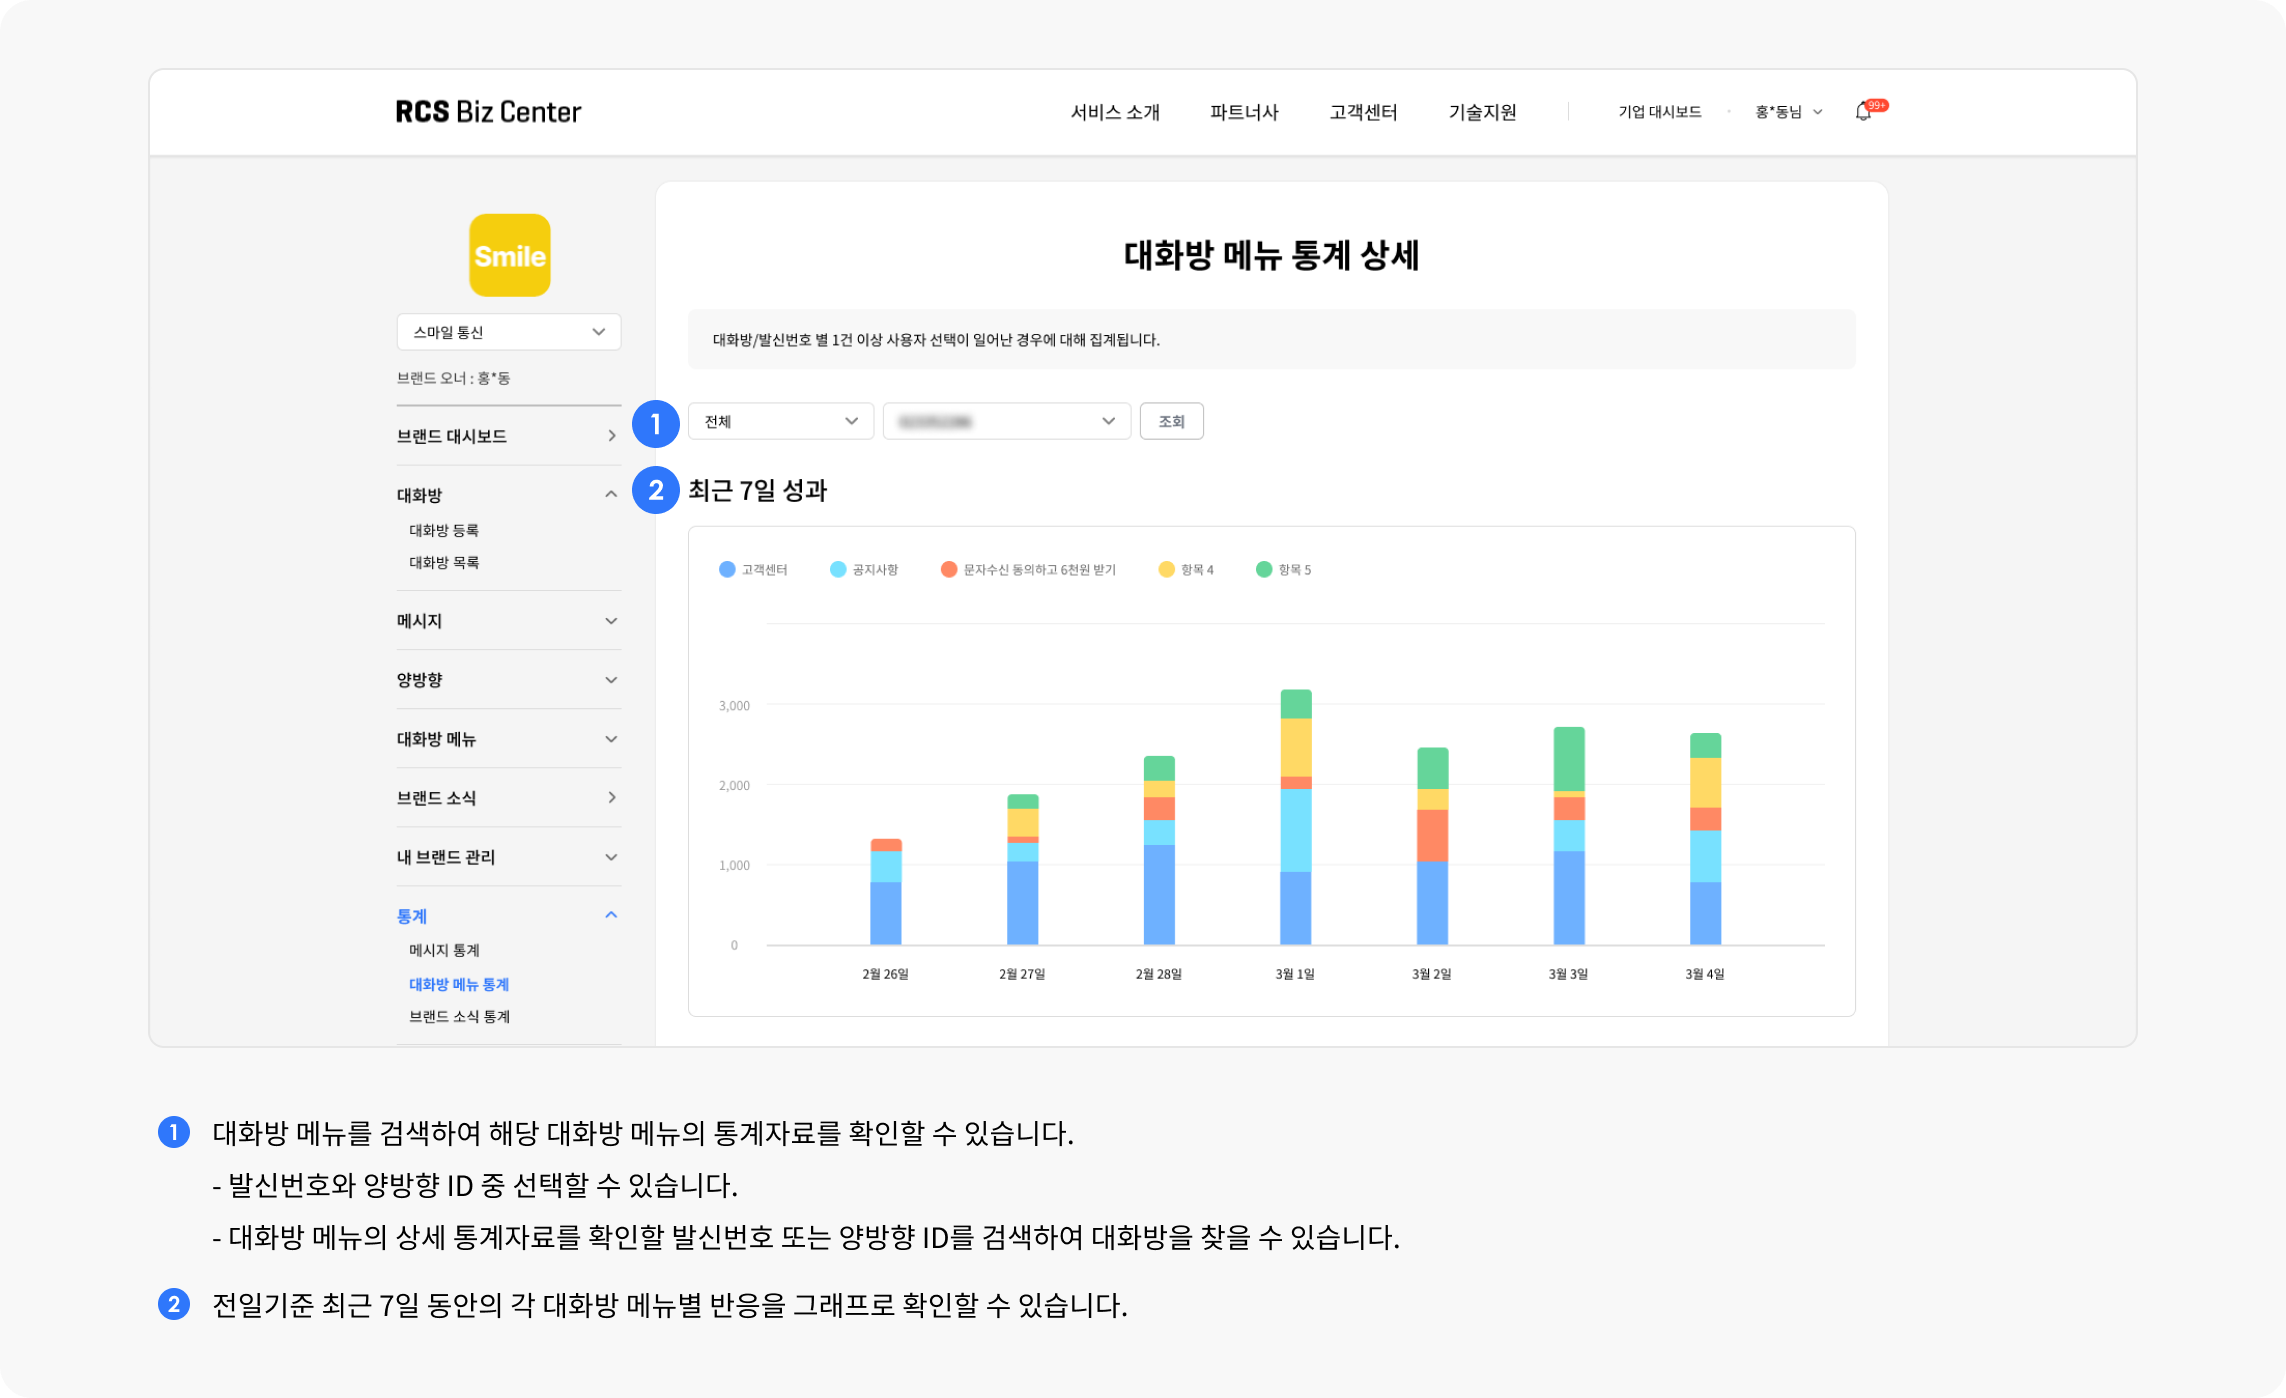 RCS Biz Center
서비스 소개
파트너사
고객센터
기술지원
기업 대시보드
홍*동님
99+
Smile
스마일 통신
브랜드 오너 : 홍*동
브랜드 대시보드
대화방
대화방 등록
대화방 목록
메시지
양방향
대화방 메뉴
브랜드 소식
내 브랜드 관리
통계
메시지 통계
대화방 메뉴 통계
브랜드 소식 통계
대화방 메뉴 통계 상세
대화방/발신번호 별 1건 이상 사용자 선택이 일어난 경우에 대해 집계됩니다.
1
전체
조회
2 최근 7일 성과
고객센터
공지사항
문자수신 동의하고 6천원 받기
항목 4
항목 5
3,000
2,000
1,000
0
2월 26일
2월 27일
2월 28일
3월 1일
3월 2일
3월 3일
3월 4일
1 대화방 메뉴를 검색하여 해당 대화방 메뉴의 통계자료를 확인할 수 있습니다.
- 발신번호와 양방향 ID 중 선택할 수 있습니다.
- 대화방 메뉴의 상세 통계자료를 확인할 발신번호 또는 양방향 ID를 검색하여 대화방을 찾을 수 있습니다.
2 전일기준 최근 7일 동안의 각 대화방 메뉴별 반응을 그래프로 확인할 수 있습니다.